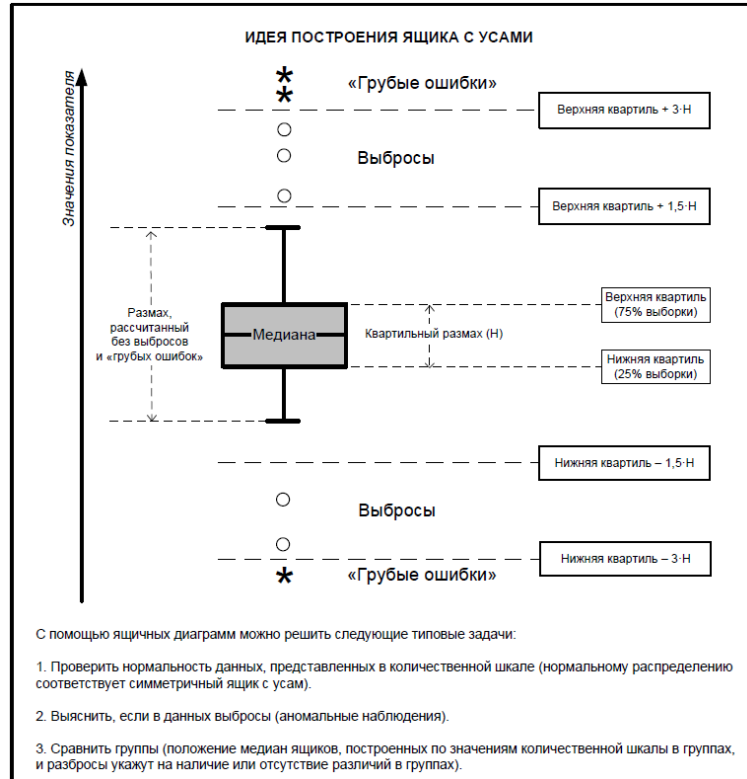 ИДЕЯ ПОСТРОЕНИЯ ЯЩИКА С УСАМИ
Значения показателя
«Грубые ошибки»
Верхняя квартиль + 3·Н
Выбросы
Верхняя квартиль + 1,5·Н
Размах,
рассчитанный
без выбросов
и «грубых ошибок»
Медиана
Квартильный размах (Н)
Верхняя квартиль
(75% выборки)
Нижняя квартиль
(25% выборки)
Нижняя квартиль – 1,5·Н
Выбросы
Нижняя квартиль – 3·Н
«Грубые ошибки»
С помощью ящичных диаграмм можно решить следующие типовые задачи:
1. Проверить нормальность данных, представленных в количественной шкале (нормальному распределению
соответствует симметричный ящик с усам).
2. Выяснить, если в данных выбросы (аномальные наблюдения).
3. Сравнить группы (положение медиан ящиков, построенных по значениям количественной шкалы в группах,
и разбросы укажут на наличие или отсутствие различий в группах).